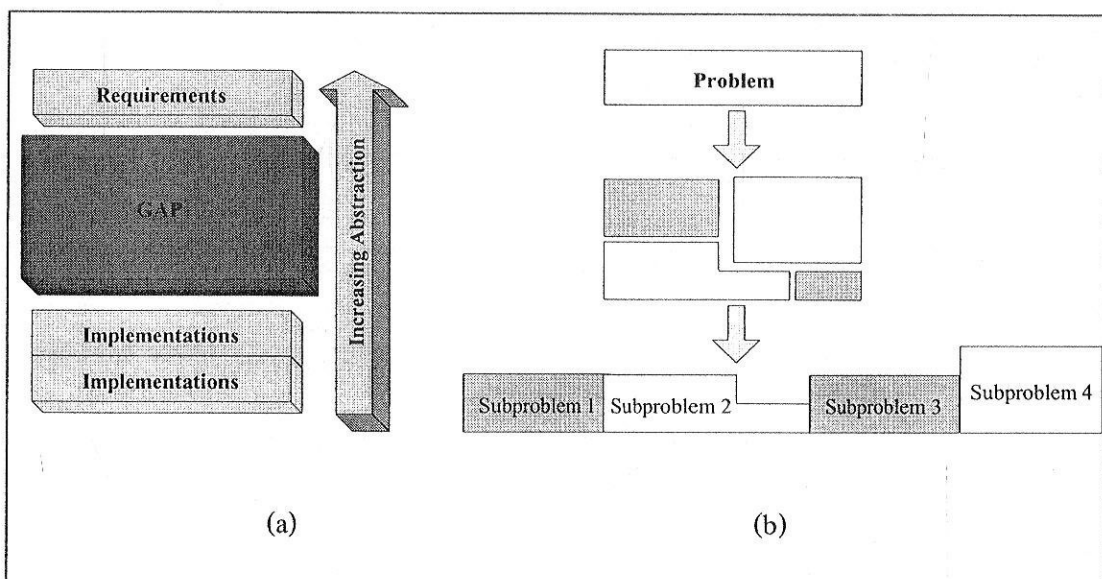 Requirements
GAP
Implementations
Implementations
Increasing Abstraction
(a)
Problem
Subproblem 1
Subproblem 2
Subproblem 3
Subproblem 4
(b)